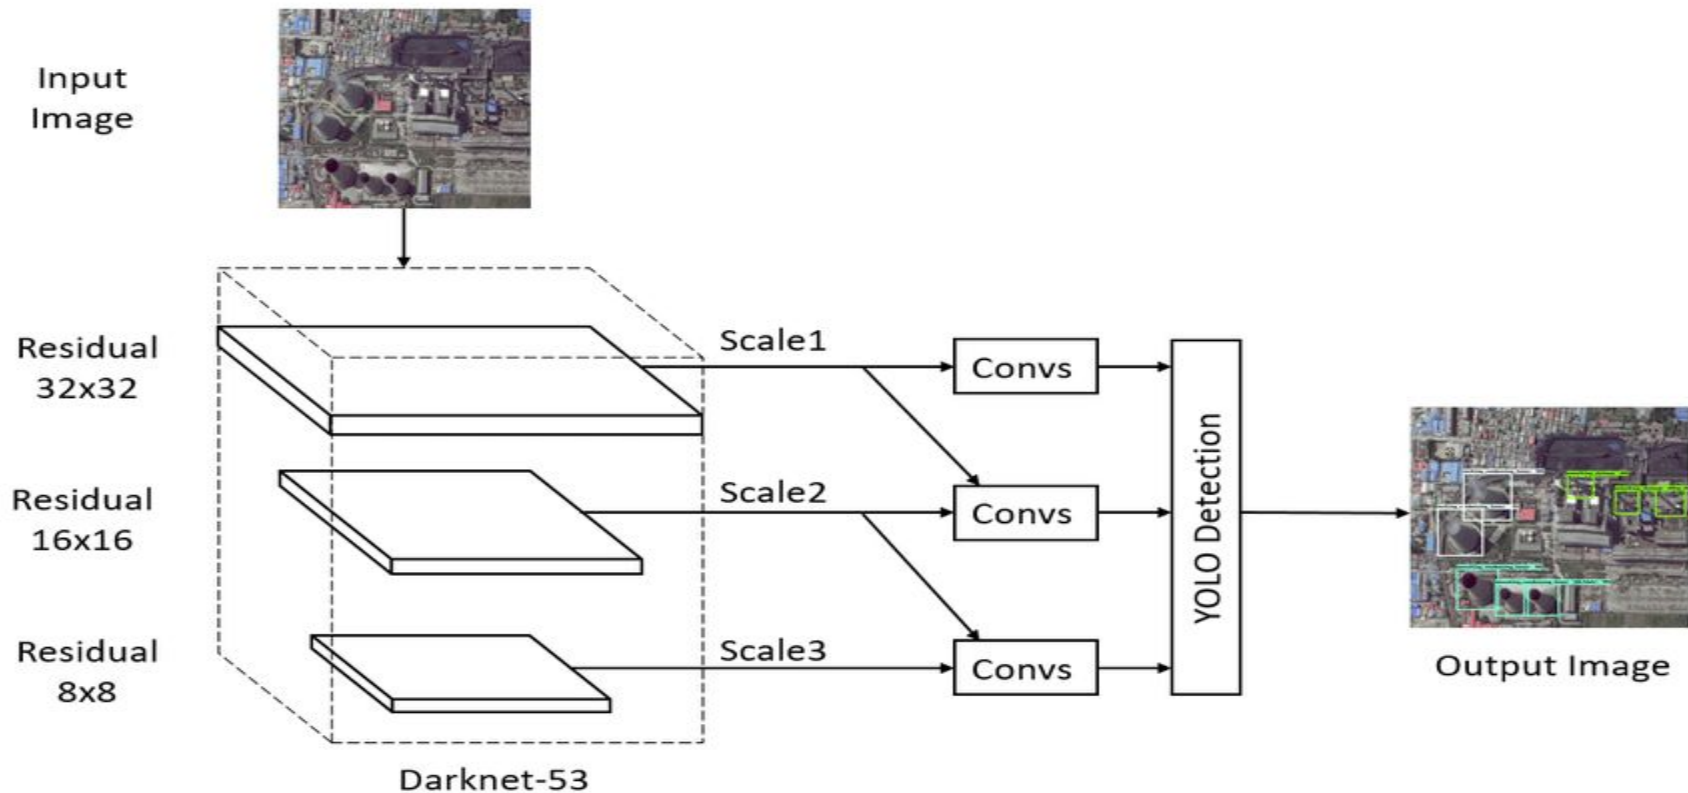 Input
Image
Residual
32x32
Scale1
Convs
Residual
16x16
Scale2
Convs
YOLO Detection
Residual
8x8
Scale3
Convs
Output Image
Darknet-53